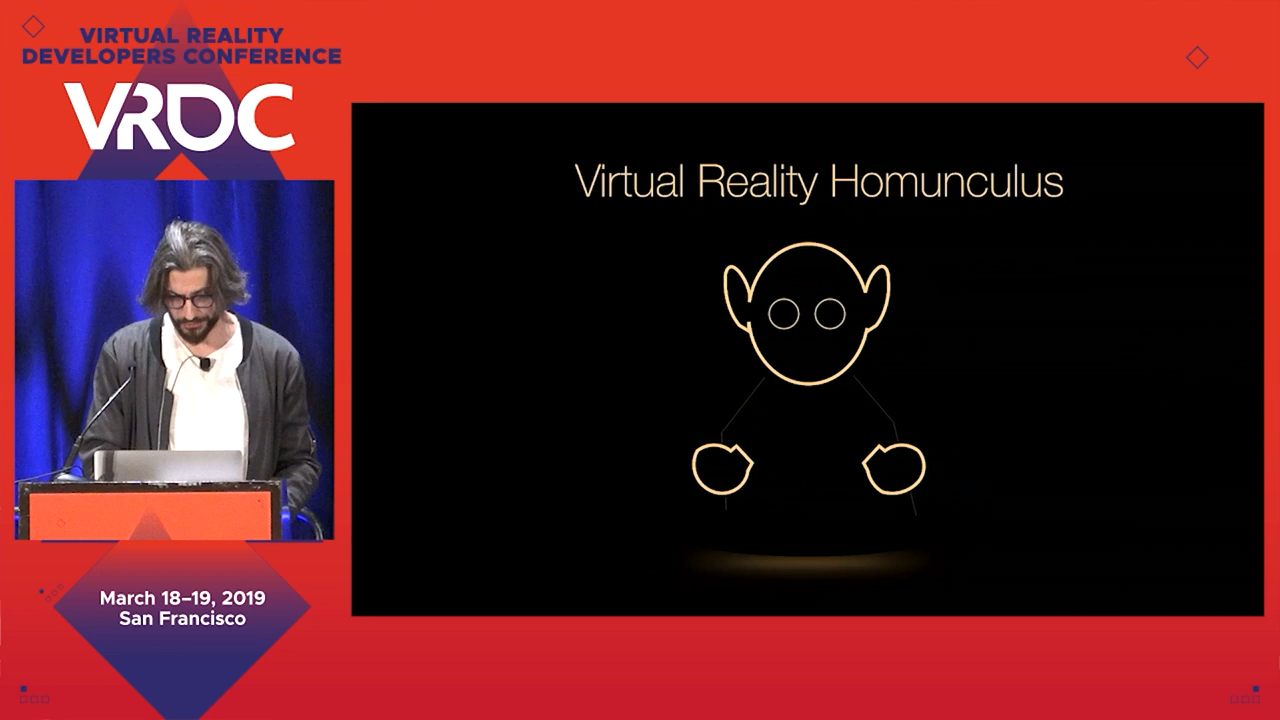 VIRTUAL REALITY
DEVELOPERS CONFERENCE
VRDC
Virtual Reality Homunculus
March 18–19, 2019
San Francisco